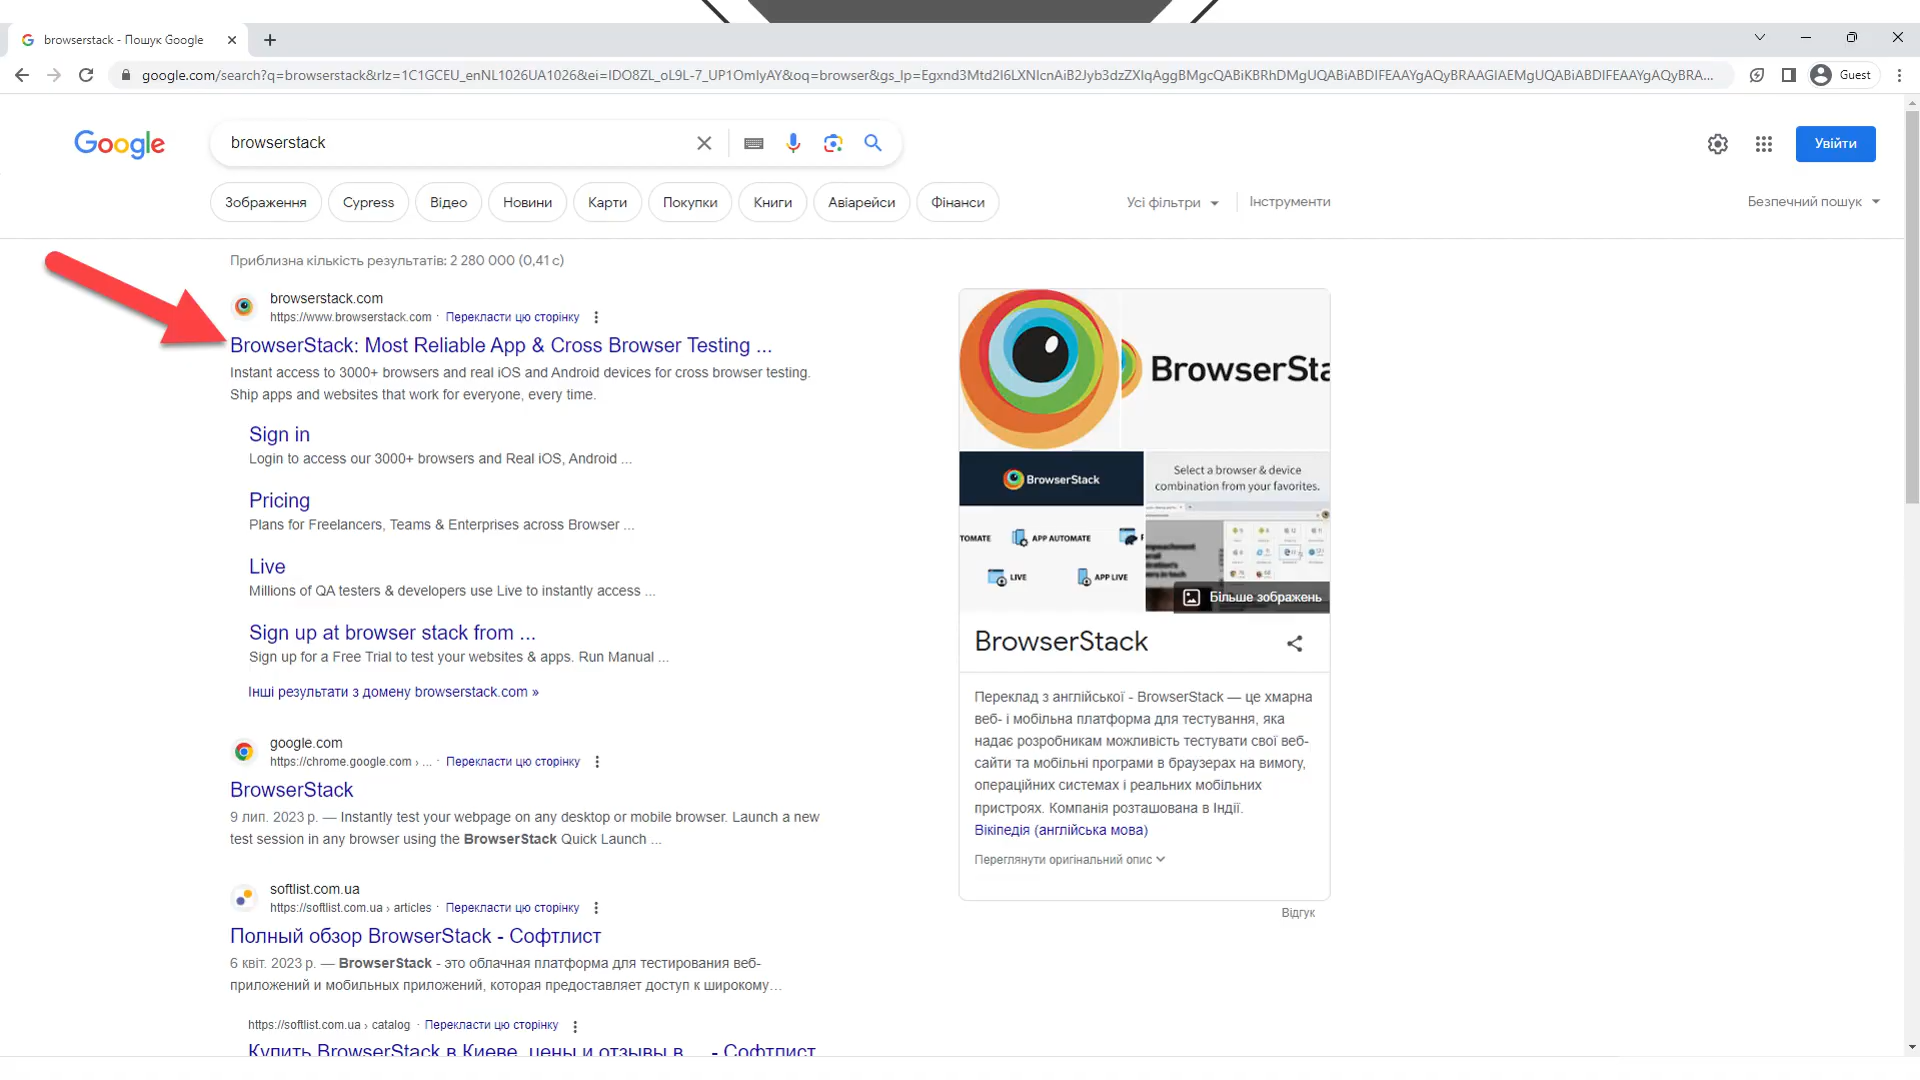 browserstack - Пошук Google
google.com/search?q=browserstack&rlz=1C1GCEU_enNL1026UA1026&ei=IDO8ZL_oL9L-7_UP1OmIyAY&oq=browser&gs_lp=Egxnd3Mtd2l6LXNlcnAiB2Jyb3dzZXIqAggBMgcQABiKBRhDMgUQABiABDIFEAAYgAQyBRAAGIAEMgUQABiABDIFEAAYgAQyBRA...
Guest
Google
browserstack
Увійти
Зображення
Cypress
Відео
Новини
Карти
Покупки
Книги
Авіарейси
Фінанси
Усі фільтри
Інструменти
Безпечний пошук
Приблизна кількість результатів: 2 280 000 (0,41 с)
browserstack.com
https://www.browserstack.com · Перекласти цю сторінку
BrowserStack: Most Reliable App & Cross Browser Testing ...
Instant access to 3000+ browsers and real iOS and Android devices for cross browser testing.
Ship apps and websites that work for everyone, every time.
Sign in
Login to access our 3000+ browsers and Real iOS, Android ...
Pricing
Plans for Freelancers, Teams & Enterprises across Browser ...
Live
Millions of QA testers & developers use Live to instantly access ...
Sign up at browser stack from ...
Sign up for a Free Trial to test your websites & apps. Run Manual ...
Інші результати з домену browserstack.com »
google.com
https://chrome.google.com › ... · Перекласти цю сторінку
BrowserStack
9 лип. 2023 р. — Instantly test your webpage on any desktop or mobile browser. Launch a new
test session in any browser using the BrowserStack Quick Launch ...
softlist.com.ua
https://softlist.com.ua › articles · Перекласти цю сторінку
Полный обзор BrowserStack - Софтлист
6 квіт. 2023 р. — BrowserStack - это облачная платформа для тестирования веб-
приложений и мобильных приложений, которая предоставляет доступ к широкому...
https://softlist.com.ua › catalog · Перекласти цю сторінку
Купить BrowserStack в Киеве, цены и отзывы в ... - Софтлист
BrowserSta
BrowserStack
Select a browser & device
combination from your favorites.
TOMATE
APP AUTOMATE
LIVE
APP LIVE
Більше зображень
BrowserStack
Переклад з англійської - BrowserStack — це хмарна
веб- і мобільна платформа для тестування, яка
надає розробникам можливість тестувати свої веб-
сайти та мобільні програми в браузерах на вимогу,
операційних системах і реальних мобільних
пристроях. Компанія розташована в Індії.
Вікіпедія (англійська мова)
Переглянути оригінальний опис
Відгук